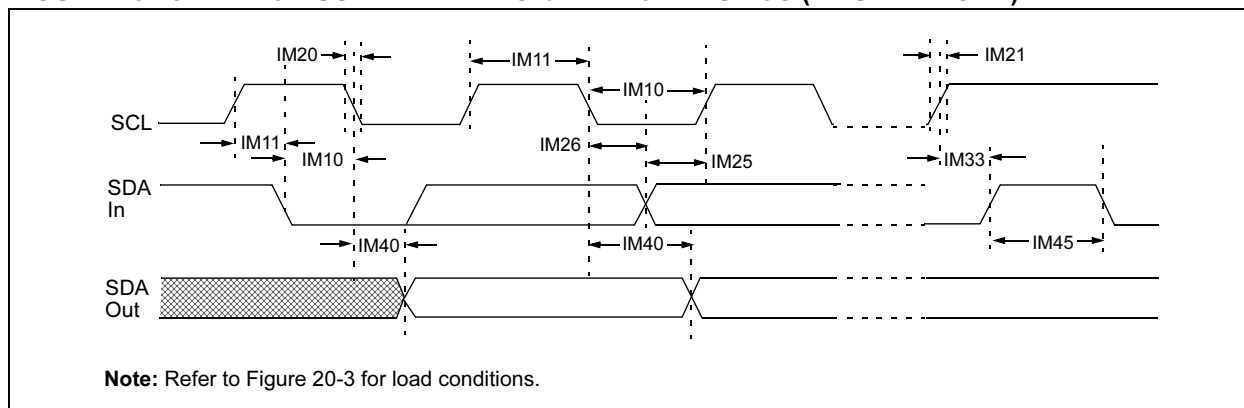 IM20
IM11
IM21
IM10
SCL
IM11
IM26
IM10
IM25
IM33
SDA
In
IM40
IM40
IM45
SDA
Out
Note: Refer to Figure 20-3 for load conditions.